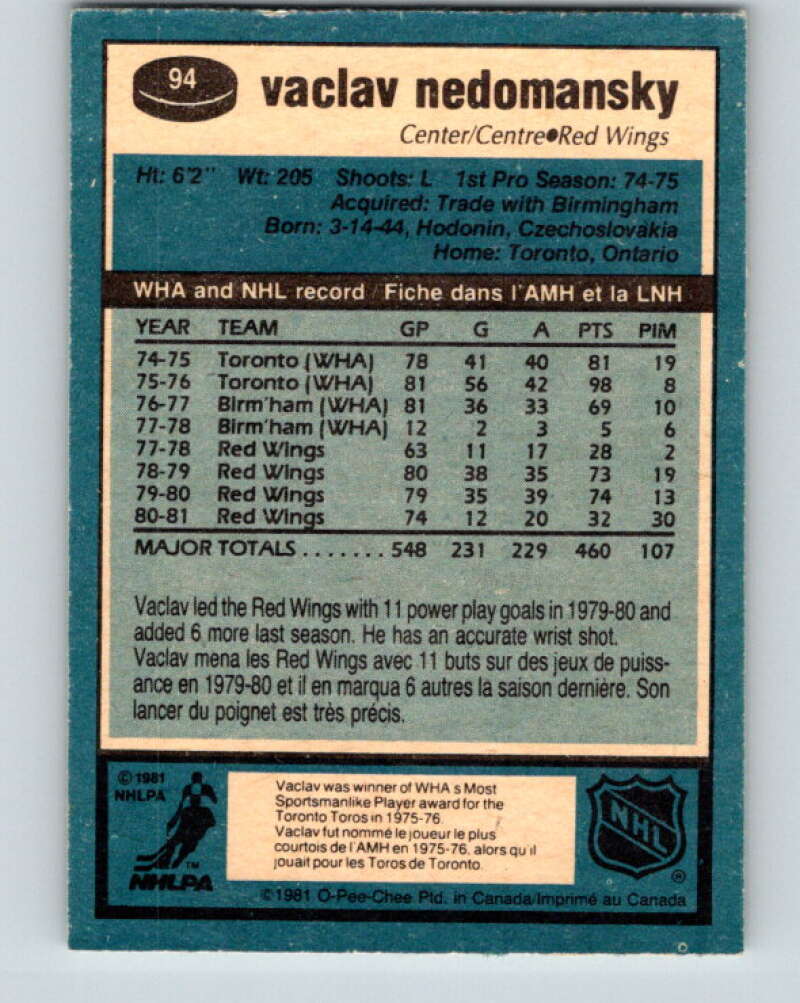 94
vaclav nedomansky
Center/Centre●Red Wings
Ht: 6'2" Wt: 205 Shoots: L 1st Pro Season: 74-75
Acquired: Trade with Birmingham
Born: 3-14-44, Hodonin, Czechoslovakia
Home: Toronto, Ontario
WHA and NHL record / Fiche dans l'AMH et la LNH
YEAR TEAM GP G A PTS PIM
74-75 Toronto (WHA) 78 41 40 81 19
75-76 Toronto (WHA) 81 56 42 98 8
76-77 Birm'ham (WHA) 81 36 33 69 10
77-78 Birm'ham (WHA) 12 2 3 5 6
77-78 Red Wings 63 11 17 28 2
78-79 Red Wings 80 38 35 73 19
79-80 Red Wings 79 35 39 74 13
80-81 Red Wings 74 12 20 32 30
MAJOR TOTALS ....... 548 231 229 460 107
Vaclav led the Red Wings with 11 power play goals in 1979-80 and
added 6 more last season. He has an accurate wrist shot.
Vaclav mena les Red Wings avec 11 buts sur des jeux de puiss-
ance en 1979-80 et il en marqua 6 autres la saison dernière. Son
lancer du poignet est très précis.
© 1981
NHLPA
TM
NHLPA
Vaclav was winner of WHA s Most
Sportsmanlike Player award for the
Toronto Toros in 1975-76.
Vaclav fut nommé le joueur le plus
courtois de l'AMH en 1975-76. alors qu'il
jouait pour les Toros de Toronto.
NHL
®
©1981 O-Pee-Chee Ptd. in Canada/Imprimé au Canada